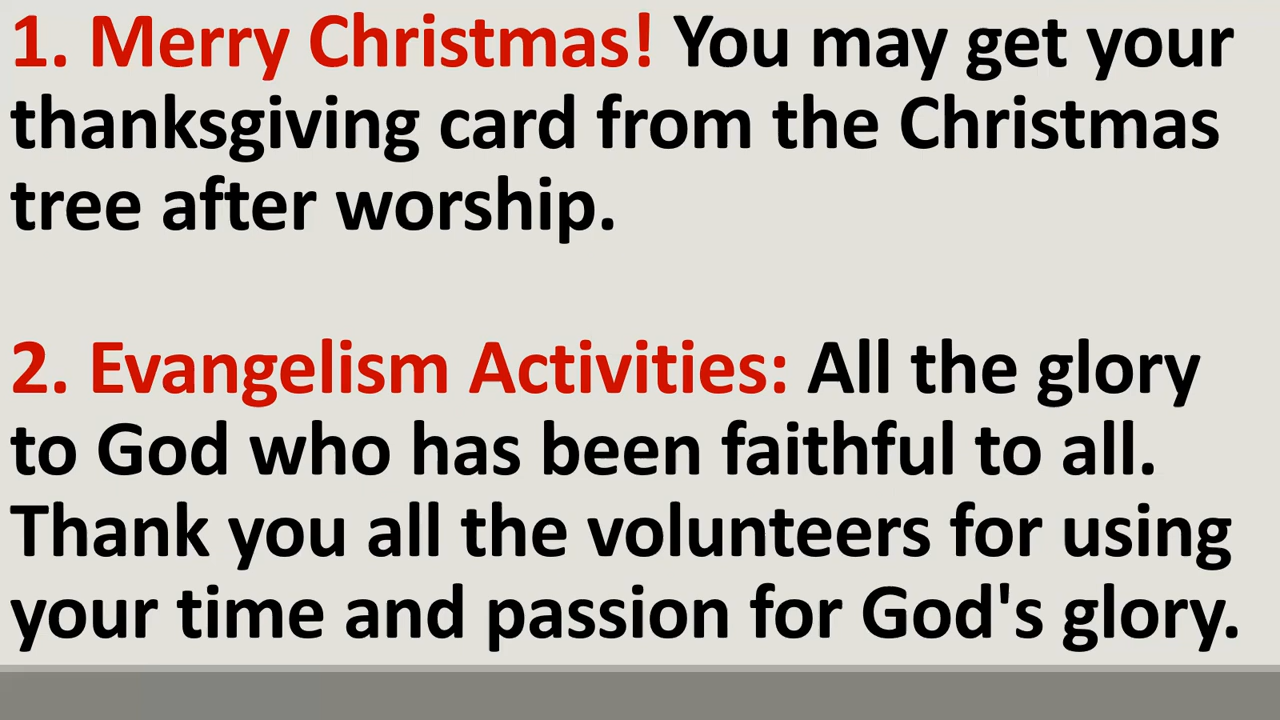 1. Merry Christmas! You may get your
thanksgiving card from the Christmas
tree after worship.
2. Evangelism Activities: All the glory
to God who has been faithful to all.
Thank you all the volunteers for using
your time and passion for God's glory.